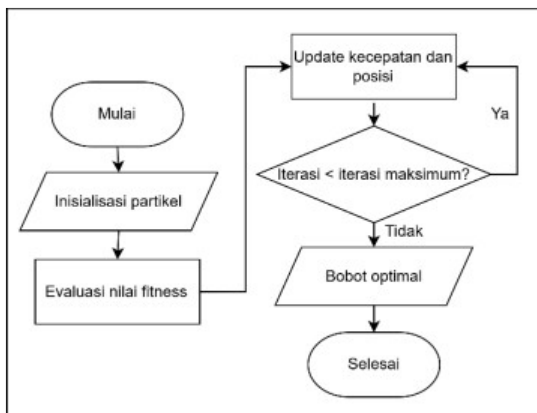 Mulai
Inisialisasi partikel
Evaluasi nilai fitness
Update kecepatan dan
posisi
Iterasi < iterasi maksimum?
Ya
Tidak
Bobot optimal
Selesai